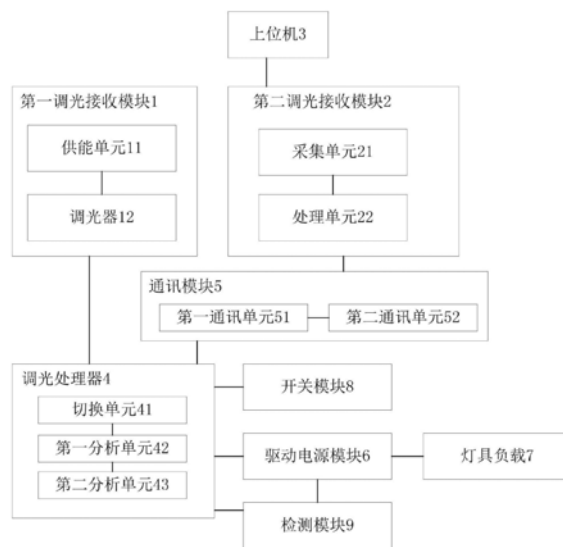 上位机3
第一调光接收模块1
供能单元11
调光器12
第二调光接收模块2
采集单元21
处理单元22
通讯模块5
第一通讯单元51
第二通讯单元52
调光处理器4
切换单元41
第一分析单元42
第二分析单元43
开关模块8
驱动电源模块6
灯具负载7
检测模块9